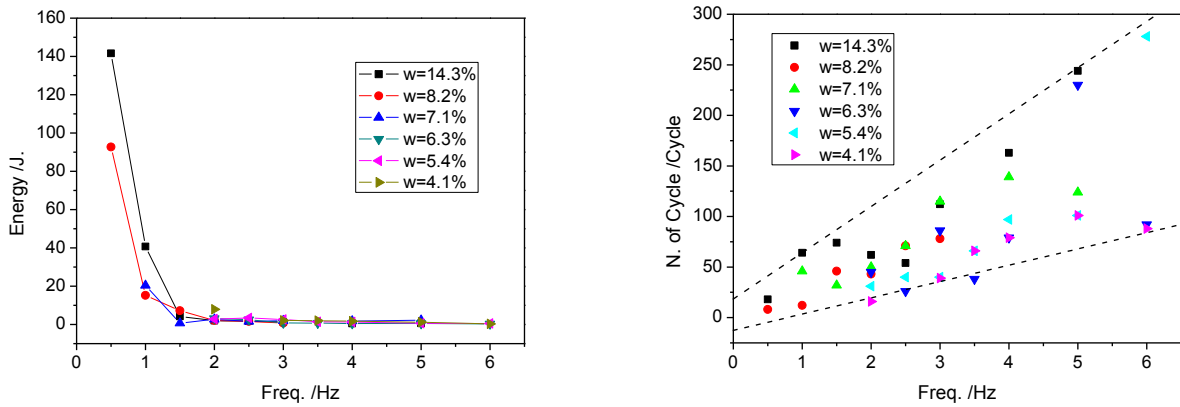 160
140
120
100
80
60
40
20
0
Energy /J.
w=14.3%
w=8.2%
w=7.1%
w=6.3%
w=5.4%
w=4.1%
0 1 2 3 4 5 6
Freq. /Hz
300
250
200
150
100
50
0
N. of Cycle /Cycle
w=14.3%
w=8.2%
w=7.1%
w=6.3%
w=5.4%
w=4.1%
0 1 2 3 4 5 6
Freq. /Hz